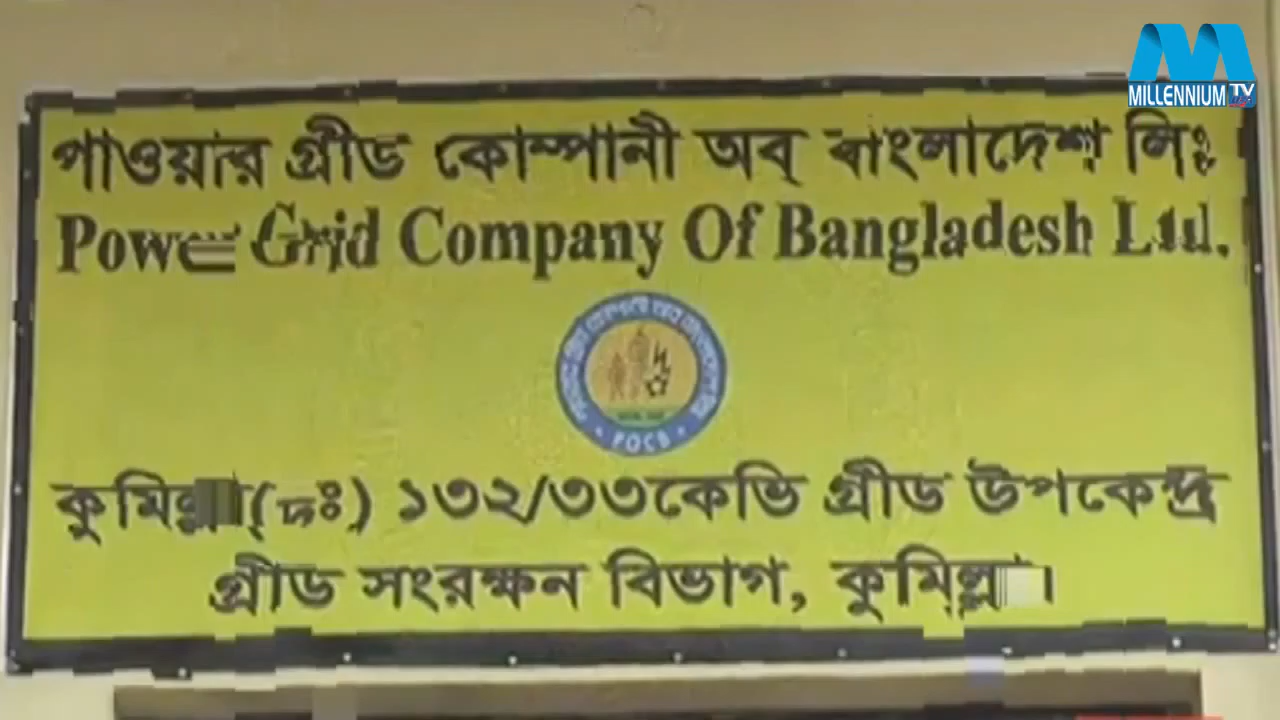 MILLENNIUM TV
পাওয়ার গ্রীড কোম্পানী অব্ বাংলাদেশ লিঃ
Power Grid Company Of Bangladesh Ltd.
PGCB
কুমিল্লা(দঃ) ১৩২/৩৩কেভি গ্রীড উপকেন্দ্র
গ্রীড সংরক্ষন বিভাগ, কুমিল্লা।